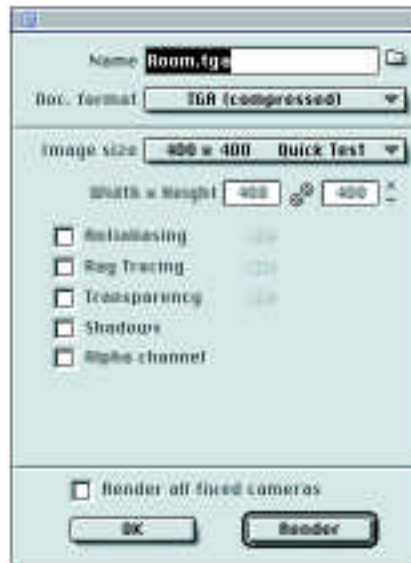 Name Room.tga
Doc. format TGA (compressed)
Image size 400 x 400 Quick Test
Width x Height 400 400
Antialiasing
Ray Tracing
Transparency
Shadows
Alpha channel
Render all fixed cameras
OK Render